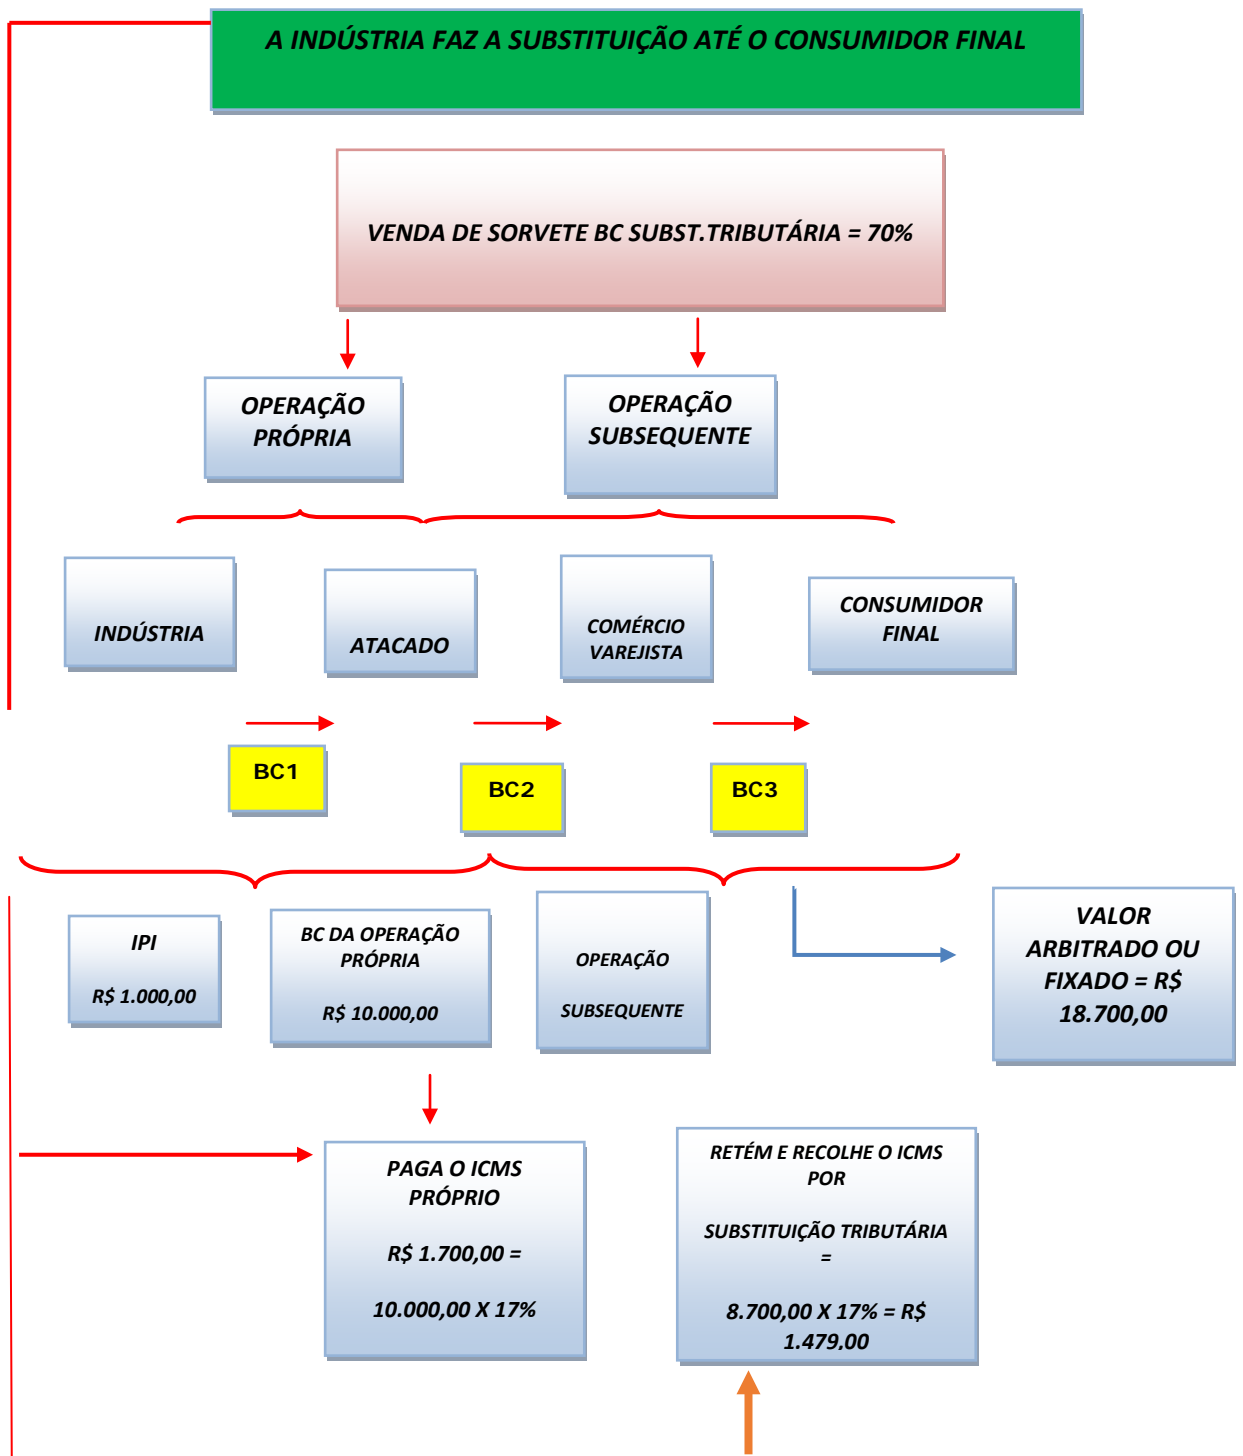 A INDÚSTRIA FAZ A SUBSTITUIÇÃO ATÉ O CONSUMIDOR FINAL
VENDA DE SORVETE BC SUBST.TRIBUTÁRIA = 70%
OPERAÇÃO
PRÓPRIA
OPERAÇÃO
SUBSEQUENTE
INDÚSTRIA
ATACADO
COMÉRCIO
VAREJISTA
CONSUMIDOR
FINAL
BC1
BC2
BC3
IPI
R$ 1.000,00
BC DA OPERAÇÃO
PRÓPRIA
R$ 10.000,00
OPERAÇÃO
SUBSEQUENTE
VALOR
ARBITRADO OU
FIXADO = R$
18.700,00
PAGA O ICMS
PRÓPRIO
R$ 1.700,00 =
10.000,00 X 17%
RETÉM E RECOLHE O ICMS
POR
SUBSTITUIÇÃO TRIBUTÁRIA
=
8.700,00 X 17% = R$
1.479,00